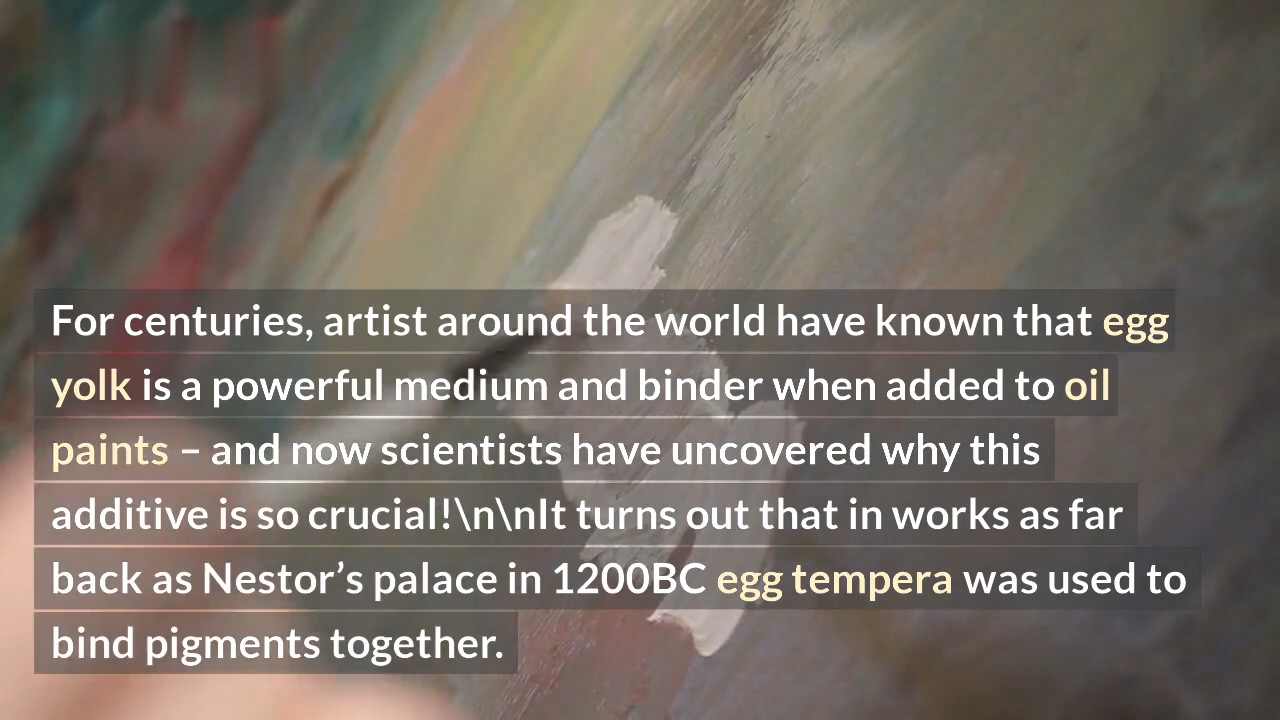 For centuries, artist around the world have known that egg
yolk is a powerful medium and binder when added to oil
paints – and now scientists have uncovered why this
additive is so crucial!\n\nIt turns out that in works as far
back as Nestor’s palace in 1200BC egg tempera was used to
bind pigments together.